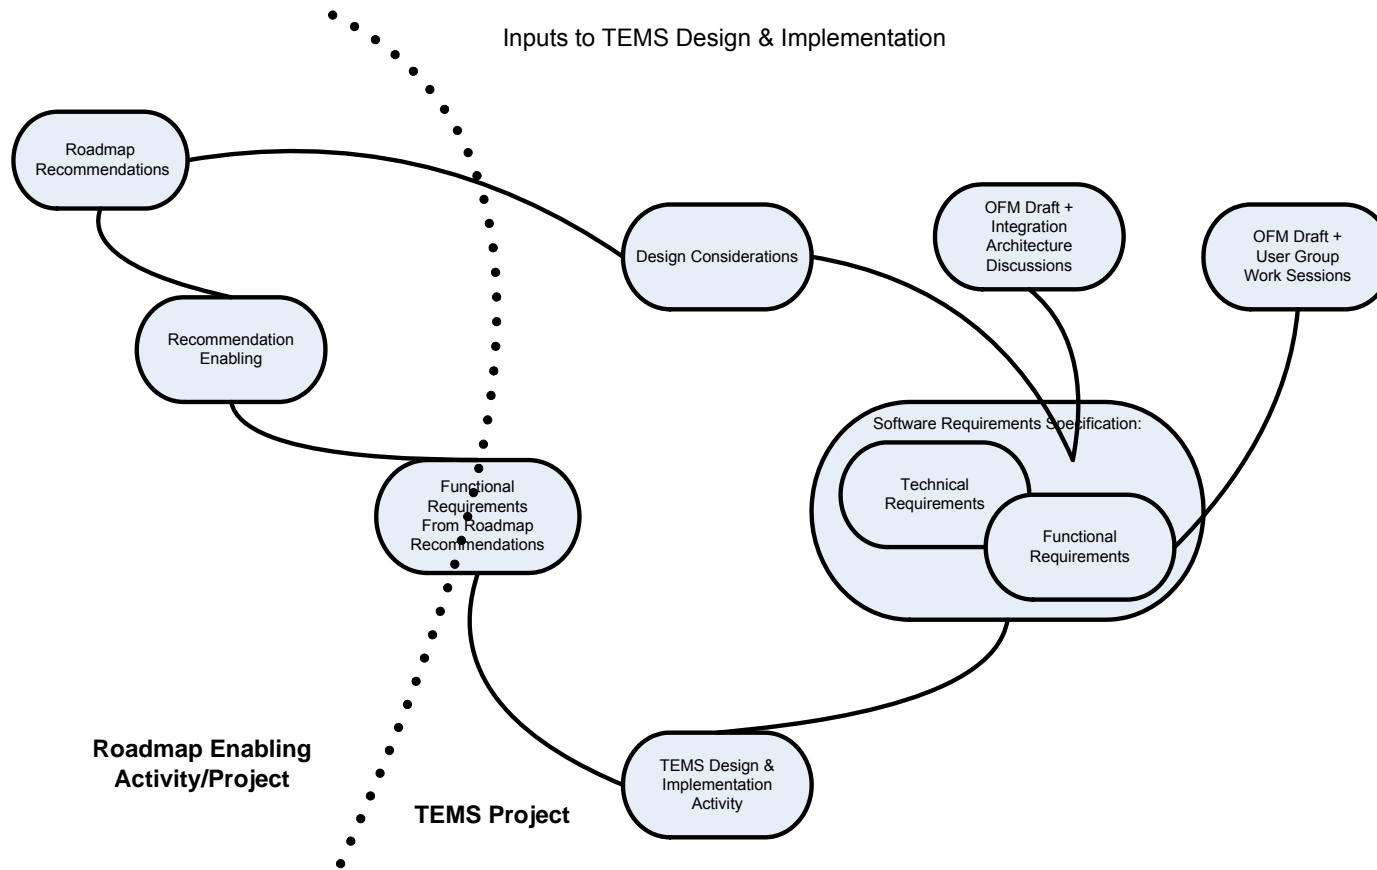 Inputs to TEMS Design & Implementation
Roadmap
Recommendations
OFM Draft +
Integration
Architecture
Discussions
OFM Draft +
User Group
Work Sessions
Design Considerations
Recommendation
Enabling
Software Requirements Specification:
Technical
Requirements
Functional
Requirements
From Roadmap
Recommendations
Functional
Requirements
Roadmap Enabling
Activity/Project
TEMS Project
TEMS Design &
Implementation
Activity